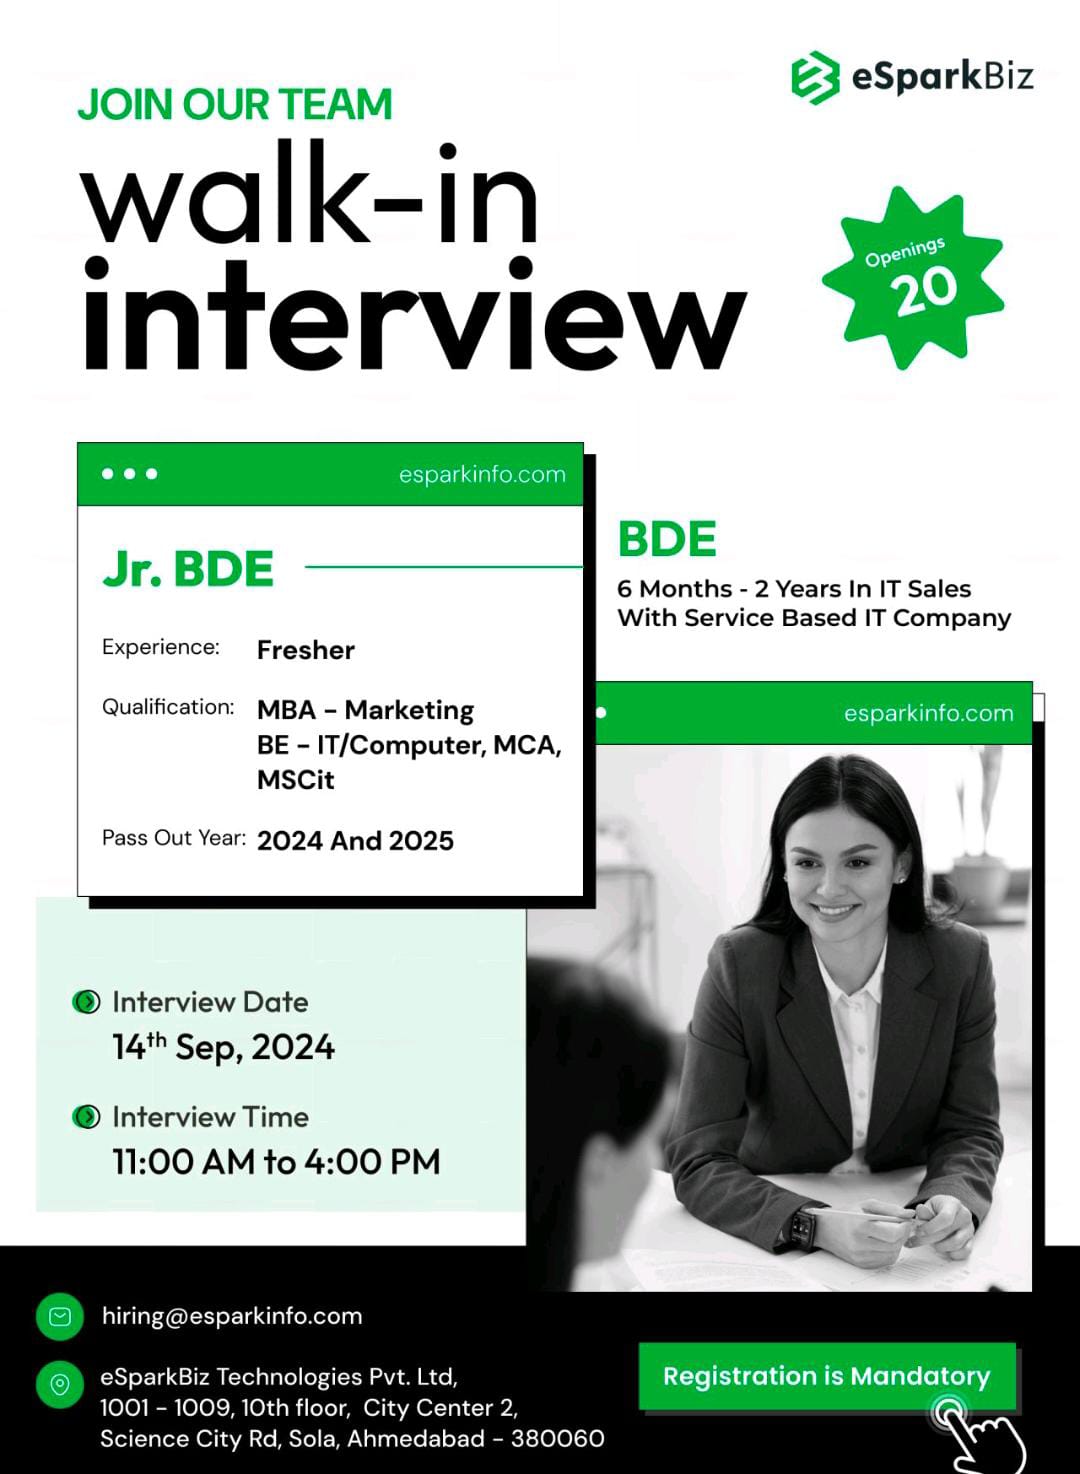 eSparkBiz
JOIN OUR TEAM
walk-in
interview
Openings
20
esparkinfo.com
Jr. BDE
Experience: Fresher
Qualification: MBA - Marketing
BE - IT/Computer, MCA,
MSCit
Pass Out Year: 2024 And 2025
BDE
6 Months - 2 Years In IT Sales
With Service Based IT Company
esparkinfo.com
Interview Date
14th Sep, 2024
Interview Time
11:00 AM to 4:00 PM
hiring@esparkinfo.com
eSparkBiz Technologies Pvt. Ltd,
1001 - 1009, 10th floor, City Center 2,
Science City Rd, Sola, Ahmedabad - 380060
Registration is Mandatory